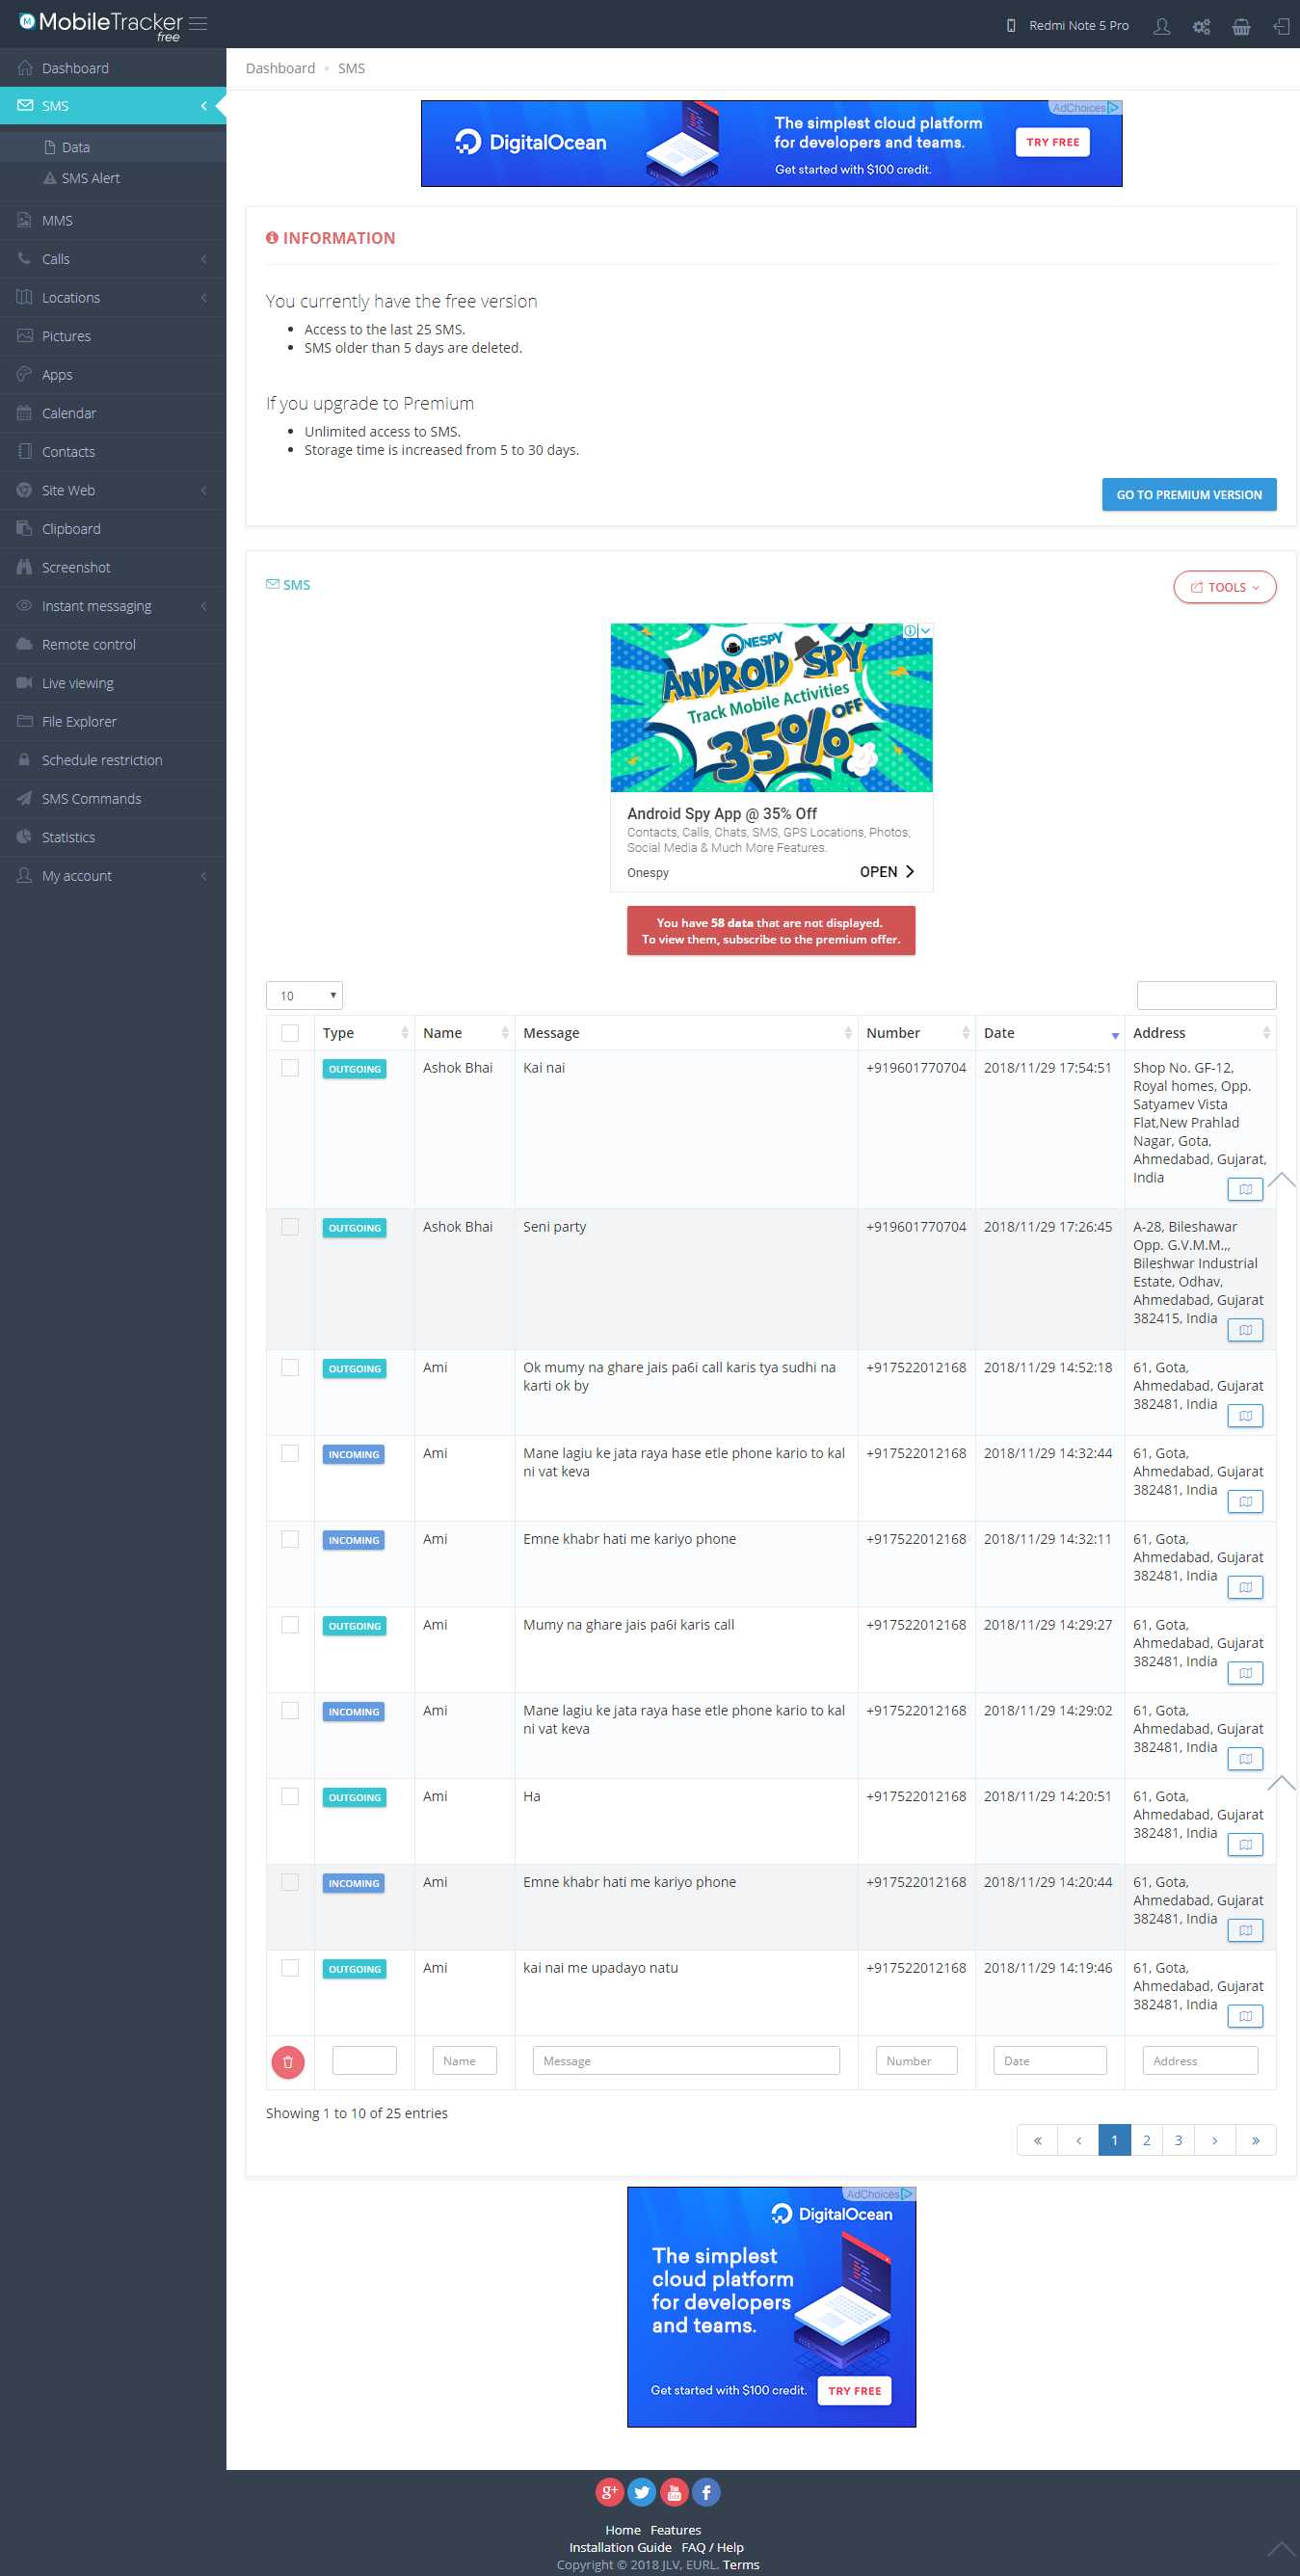 MobileTracker
free
Redmi Note 5 Pro
Dashboard
SMS
Data
SMS Alert
MMS
Calls
Locations
Pictures
Apps
Calendar
Contacts
Site Web
Clipboard
Screenshot
Instant messaging
Remote control
Live viewing
File Explorer
Schedule restriction
SMS Commands
Statistics
My account
Dashboard • SMS
AdChoices
DigitalOcean
The simplest cloud platform
for developers and teams.
Get started with $100 credit.
TRY FREE
INFORMATION
You currently have the free version
• Access to the last 25 SMS.
• SMS older than 5 days are deleted.
If you upgrade to Premium
• Unlimited access to SMS.
• Storage time is increased from 5 to 30 days.
GO TO PREMIUM VERSION
SMS
TOOLS
ONESPY
ANDROID SPY
Track Mobile Activities
35% OFF
Android Spy App @ 35% Off
Contacts, Calls, Chats, SMS, GPS Locations, Photos,
Social Media & Much More Features.
Onespy
OPEN
You have 58 data that are not displayed.
To view them, subscribe to the premium offer.
10
Type Name Message Number Date Address
OUTGOING Ashok Bhai Kai nai +919601770704 2018/11/29 17:54:51 Shop No. GF-12,
Royal homes, Opp.
Satyamev Vista
Flat,New Prahlad
Nagar, Gota,
Ahmedabad, Gujarat,
India
OUTGOING Ashok Bhai Seni party +919601770704 2018/11/29 17:26:45 A-28, Bileshawar
Opp. G.V.M.M.,,
Bileshwar Industrial
Estate, Odhav,
Ahmedabad, Gujarat
382415, India
OUTGOING Ami Ok mumy na ghare jais pa6i call karis tya sudhi na +917522012168 2018/11/29 14:52:18 61, Gota,
karti ok by Ahmedabad, Gujarat
382481, India
INCOMING Ami Mane lagiu ke jata raya hase etle phone kario to kal +917522012168 2018/11/29 14:32:44 61, Gota,
ni vat keva Ahmedabad, Gujarat
382481, India
INCOMING Ami Emne khabr hati me kariyo phone +917522012168 2018/11/29 14:32:11 61, Gota,
Ahmedabad, Gujarat
382481, India
OUTGOING Ami Mumy na ghare jais pa6i karis call +917522012168 2018/11/29 14:29:27 61, Gota,
Ahmedabad, Gujarat
382481, India
INCOMING Ami Mane lagiu ke jata raya hase etle phone kario to kal +917522012168 2018/11/29 14:29:02 61, Gota,
ni vat keva Ahmedabad, Gujarat
382481, India
OUTGOING Ami Ha +917522012168 2018/11/29 14:20:51 61, Gota,
Ahmedabad, Gujarat
382481, India
INCOMING Ami Emne khabr hati me kariyo phone +917522012168 2018/11/29 14:20:44 61, Gota,
Ahmedabad, Gujarat
382481, India
OUTGOING Ami kai nai me upadayo natu +917522012168 2018/11/29 14:19:46 61, Gota,
Ahmedabad, Gujarat
382481, India
Name Message Number Date Address
Showing 1 to 10 of 25 entries
« ‹ 1 2 3 › »
AdChoices
DigitalOcean
The simplest
cloud platform
for developers
and teams.
Get started with $100 credit.
TRY FREE
Home Features
Installation Guide FAQ / Help
Copyright © 2018 JLV, EURL. Terms